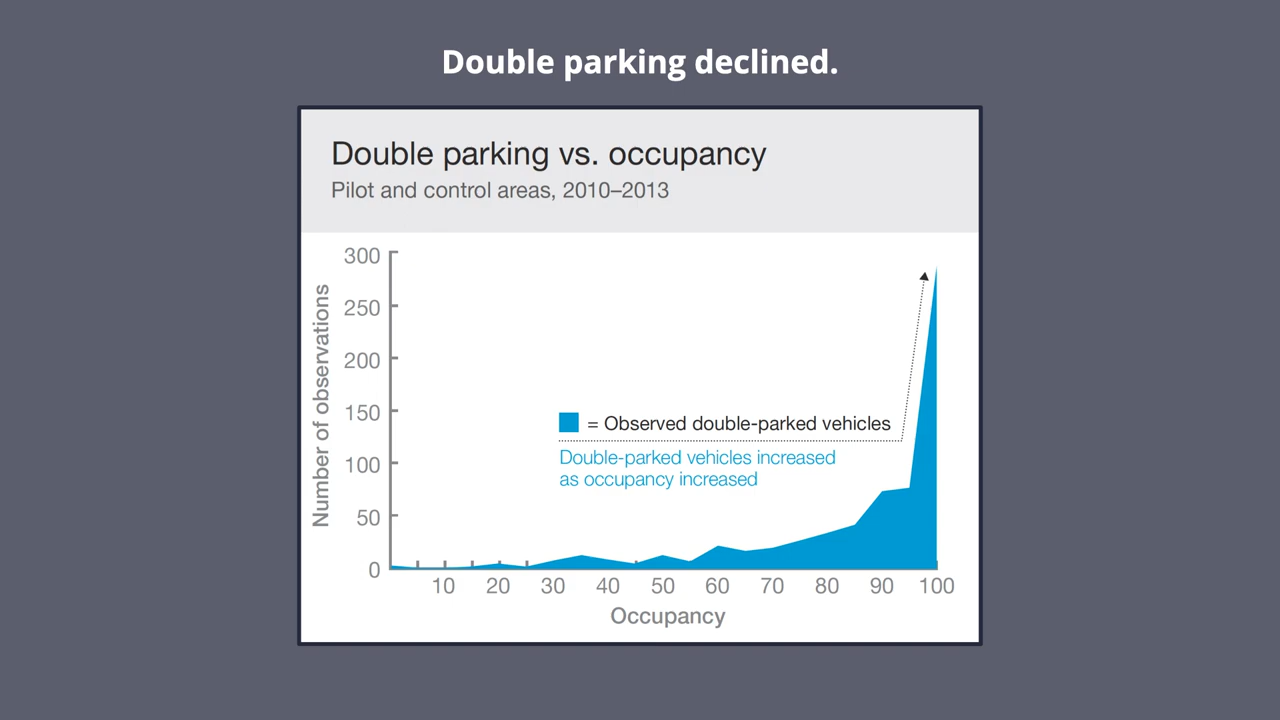 Double parking declined.
Double parking vs. occupancy
Pilot and control areas, 2010–2013
Number of observations
300
250
200
150
100
50
0
= Observed double-parked vehicles
Double-parked vehicles increased
as occupancy increased
10 20 30 40 50 60 70 80 90 100
Occupancy